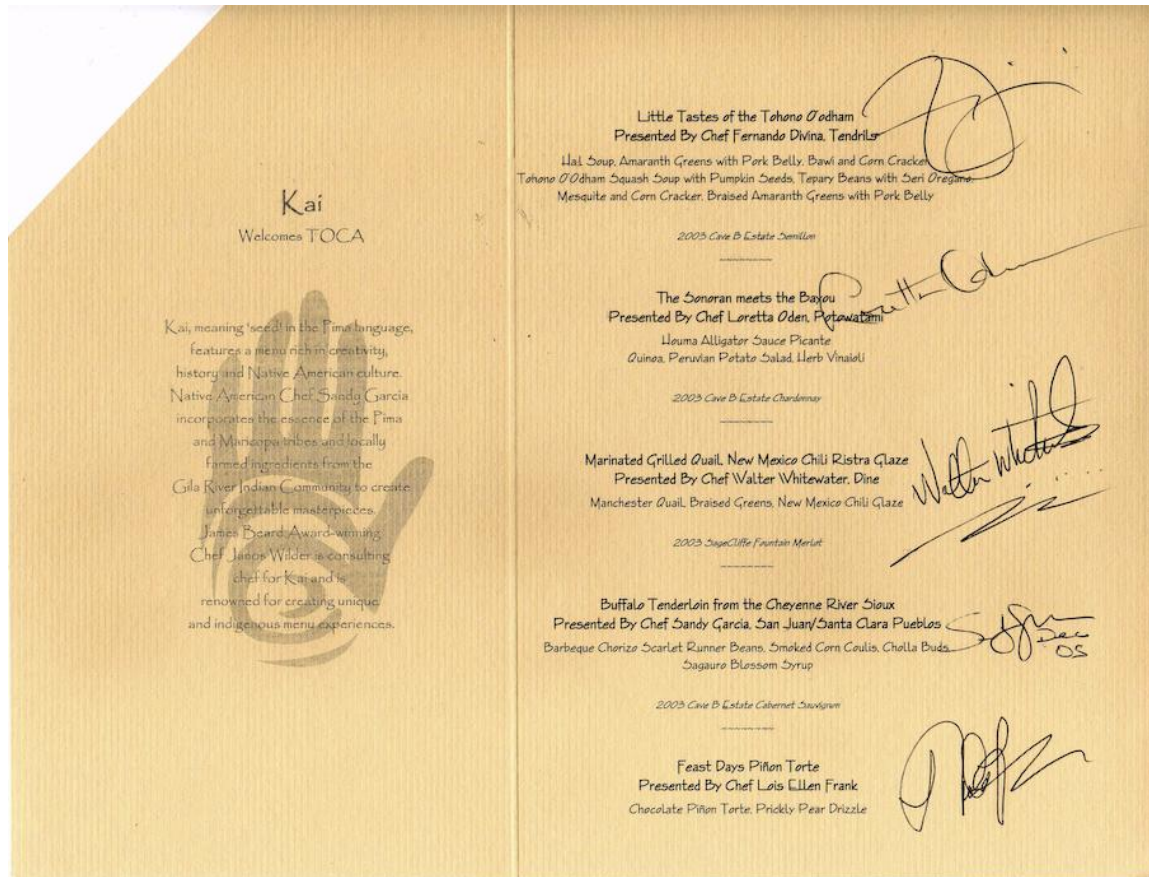 Kai
Welcomes TOCA
Kai, meaning 'seed' in the Pima language,
features a menu rich in creativity,
history and Native American culture.
Native American Chef Sandy Garcia
incorporates the essence of the Pima
and Maricopa tribes and locally
farmed ingredients from the
Gila River Indian Community to create
unforgettable masterpieces.
James Beard Award-winning
Chef Janos Wilder is consulting
chef for Kai and is
renowned for creating unique
and indigenous menu experiences.
Little Tastes of the Tohono O'odham
Presented By Chef Fernando Divina, Tendrils
Hal Soup, Amaranth Greens with Pork Belly, Bawi and Corn Cracker
Tohono O'Odham Squash Soup with Pumpkin Seeds, Tepary Beans with Seri Oregano,
Mesquite and Corn Cracker, Braised Amaranth Greens with Pork Belly
2003 Cave B Estate Semillon
The Sonoran meets the Bayou
Presented By Chef Loretta Oden, Potowatami
Loretta Oden
Houma Alligator Sauce Picante
Quinoa, Peruvian Potato Salad, Herb Vinaioli
2003 Cave B Estate Chardonnay
Marinated Grilled Quail, New Mexico Chili Ristra Glaze
Presented By Chef Walter Whitewater, Dine
Walter Whitewater
Manchester Quail, Braised Greens, New Mexico Chili Glaze
2003 SageCliffe Fountain Merlot
Buffalo Tenderloin from the Cheyenne River Sioux
Presented By Chef Sandy Garcia, San Juan/Santa Clara Pueblos
Barbeque Chorizo Scarlet Runner Beans, Smoked Corn Coulis, Cholla Buds,
Sagauro Blossom Syrup
Dec
05
2003 Cave B Estate Cabernet Sauvignon
Feast Days Piñon Torte
Presented By Chef Lois Ellen Frank
Chocolate Piñon Torte, Prickly Pear Drizzle